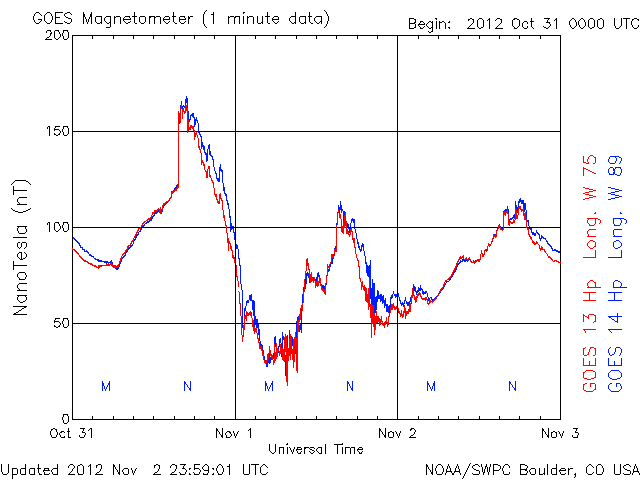 GOES Magnetometer (1 minute data)
Begin: 2012 Oct 31 0000 UTC
200
150
100
50
0
NanoTesla (nT)
M N M N M N
Oct 31 Nov 1 Nov 2 Nov 3
Universal Time
GOES 13 Hp Long. W 75
GOES 14 Hp Long. W 89
Updated 2012 Nov 2 23:59:01 UTC
NOAA/SWPC Boulder, CO USA